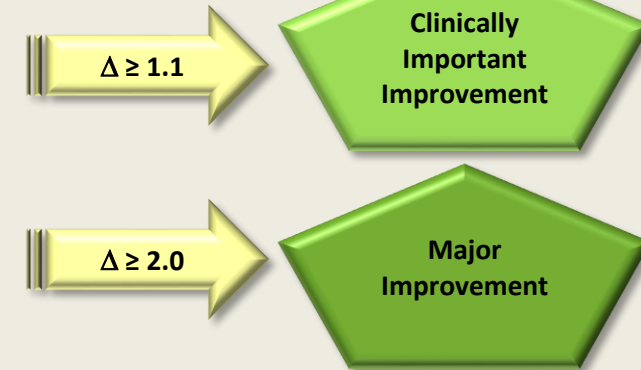 Δ ≥ 1.1
Clinically
Important
Improvement
Δ ≥ 2.0
Major
Improvement